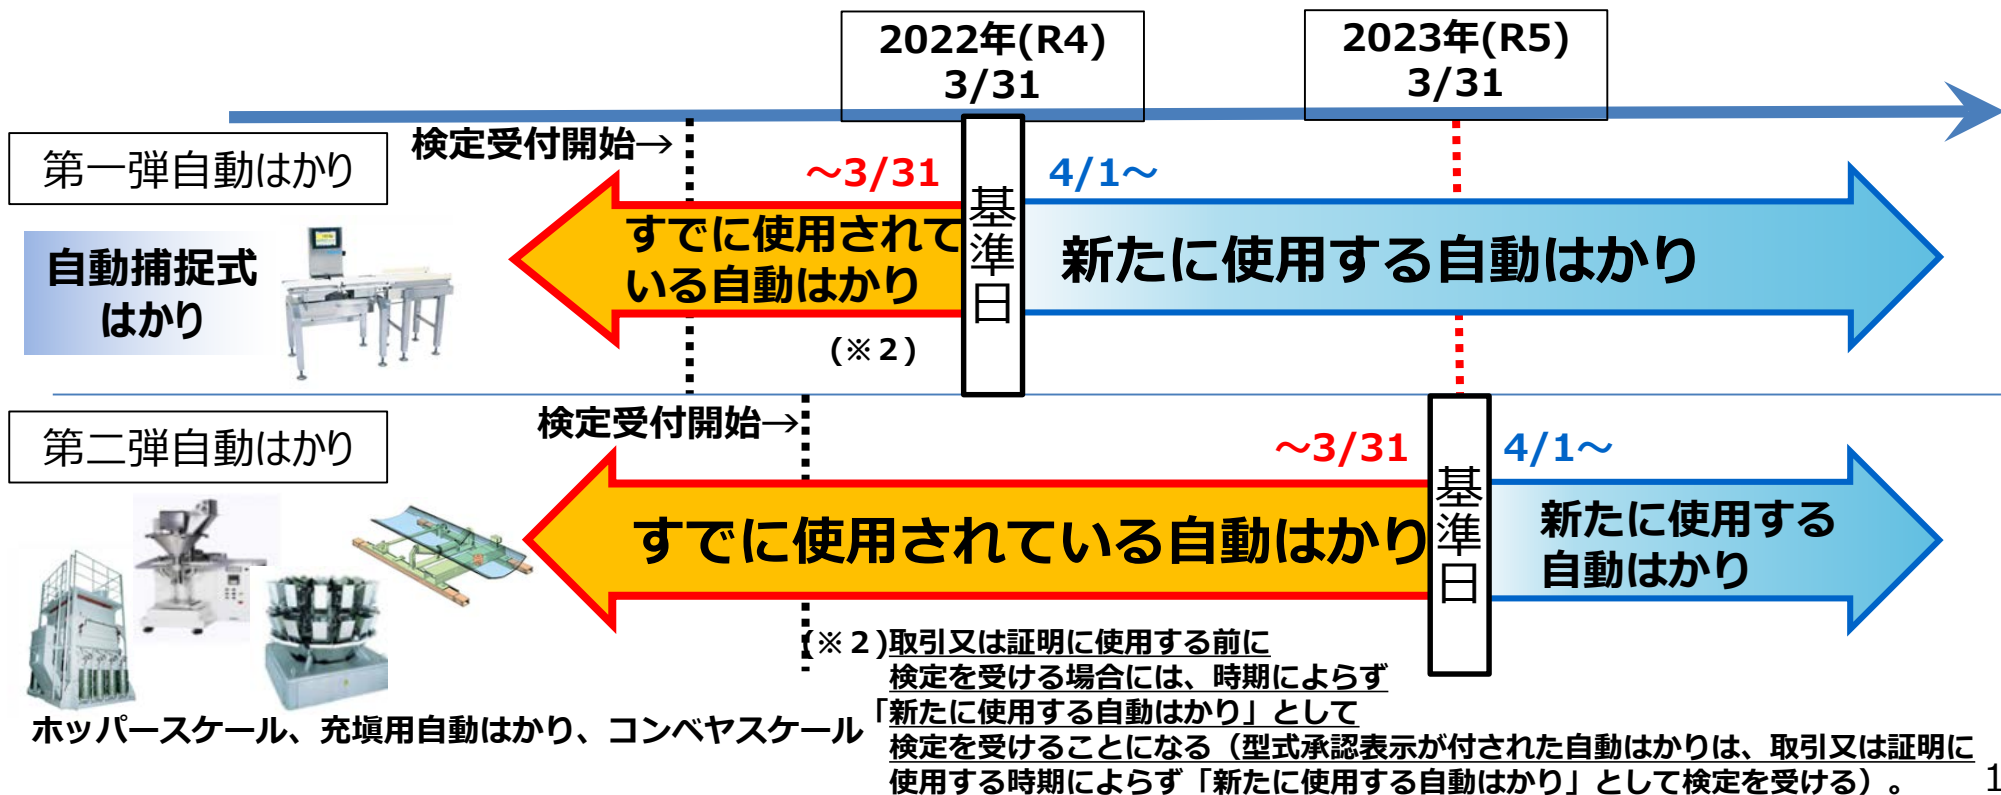 2022年(R4)
3/31
2023年(R5)
3/31
検定受付開始→
第一弾自動はかり
～3/31
4/1～
基準日
すでに使用されて
いる自動はかり
新たに使用する自動はかり
自動捕捉式
はかり
(※２)
検定受付開始→
第二弾自動はかり
～3/31
4/1～
基準日
すでに使用されている自動はかり
新たに使用する
自動はかり
(※２)取引又は証明に使用する前に
検定を受ける場合には、時期によらず
「新たに使用する自動はかり」として
検定を受けることになる（型式承認表示が付された自動はかりは、取引又は証明に
使用する時期によらず「新たに使用する自動はかり」として検定を受ける）。
ホッパースケール、充塡用自動はかり、コンベヤスケール
1